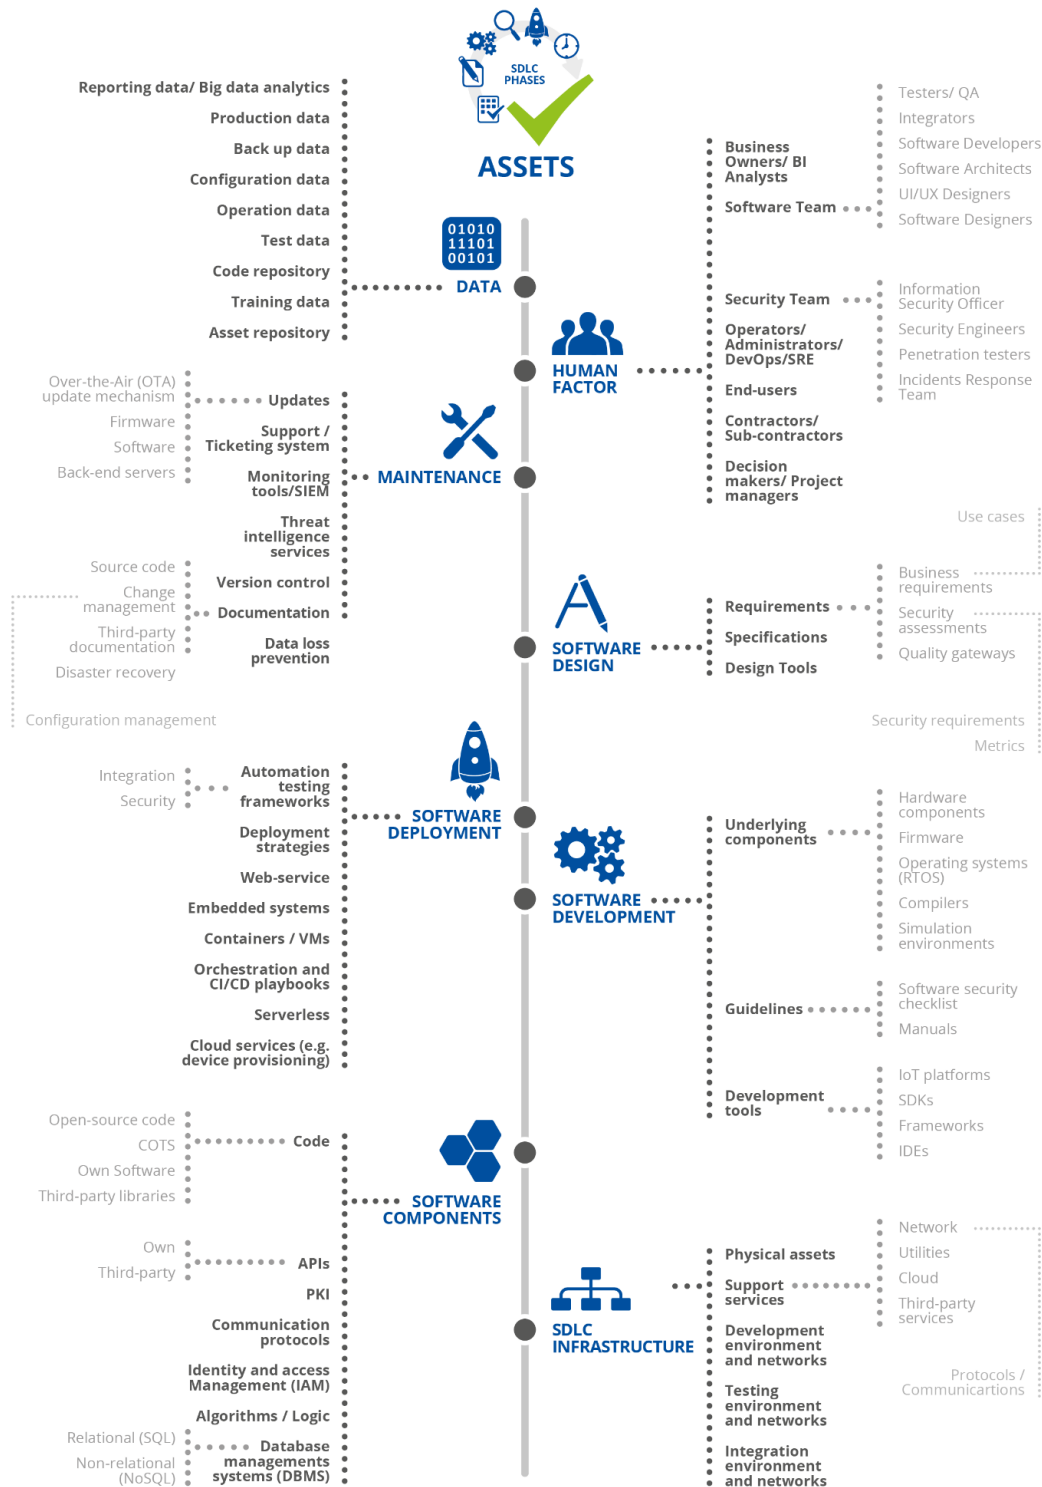 SDLC
PHASES
ASSETS
01010
11101
00101
DATA
Reporting data/ Big data analytics
Production data
Back up data
Configuration data
Operation data
Test data
Code repository
Training data
Asset repository
HUMAN
FACTOR
Business
Owners/ BI
Analysts
Software Team
Testers/ QA
Integrators
Software Developers
Software Architects
UI/UX Designers
Software Designers
Security Team
Information
Security Officer
Security Engineers
Penetration testers
Incidents Response
Team
Operators/
Administrators/
DevOps/SRE
End-users
Contractors/
Sub-contractors
Decision
makers/ Project
managers
MAINTENANCE
Updates
Over-the-Air (OTA)
update mechanism
Firmware
Software
Back-end servers
Support /
Ticketing system
Monitoring
tools/SIEM
Threat
intelligence
services
Version control
Documentation
Source code
Change
management
Third-party
documentation
Disaster recovery
Configuration management
Data loss
prevention
SOFTWARE
DESIGN
Requirements
Use cases
Business
requirements
Security
assessments
Quality gateways
Security requirements
Metrics
Specifications
Design Tools
SOFTWARE
DEPLOYMENT
Automation
testing
frameworks
Integration
Security
Deployment
strategies
Web-service
Embedded systems
Containers / VMs
Orchestration and
CI/CD playbooks
Serverless
Cloud services (e.g.
device provisioning)
SOFTWARE
DEVELOPMENT
Underlying
components
Hardware
components
Firmware
Operating systems
(RTOS)
Compilers
Simulation
environments
Guidelines
Software security
checklist
Manuals
Development
tools
IoT platforms
SDKs
Frameworks
IDEs
SOFTWARE
COMPONENTS
Code
Open-source code
COTS
Own Software
Third-party libraries
APIs
Own
Third-party
PKI
Communication
protocols
Identity and access
Management (IAM)
Algorithms / Logic
Database
managements
systems (DBMS)
Relational (SQL)
Non-relational
(NoSQL)
SDLC
INFRASTRUCTURE
Physical assets
Support
services
Network
Utilities
Cloud
Third-party
services
Protocols /
Communicartions
Development
environment
and networks
Testing
environment
and networks
Integration
environment
and networks